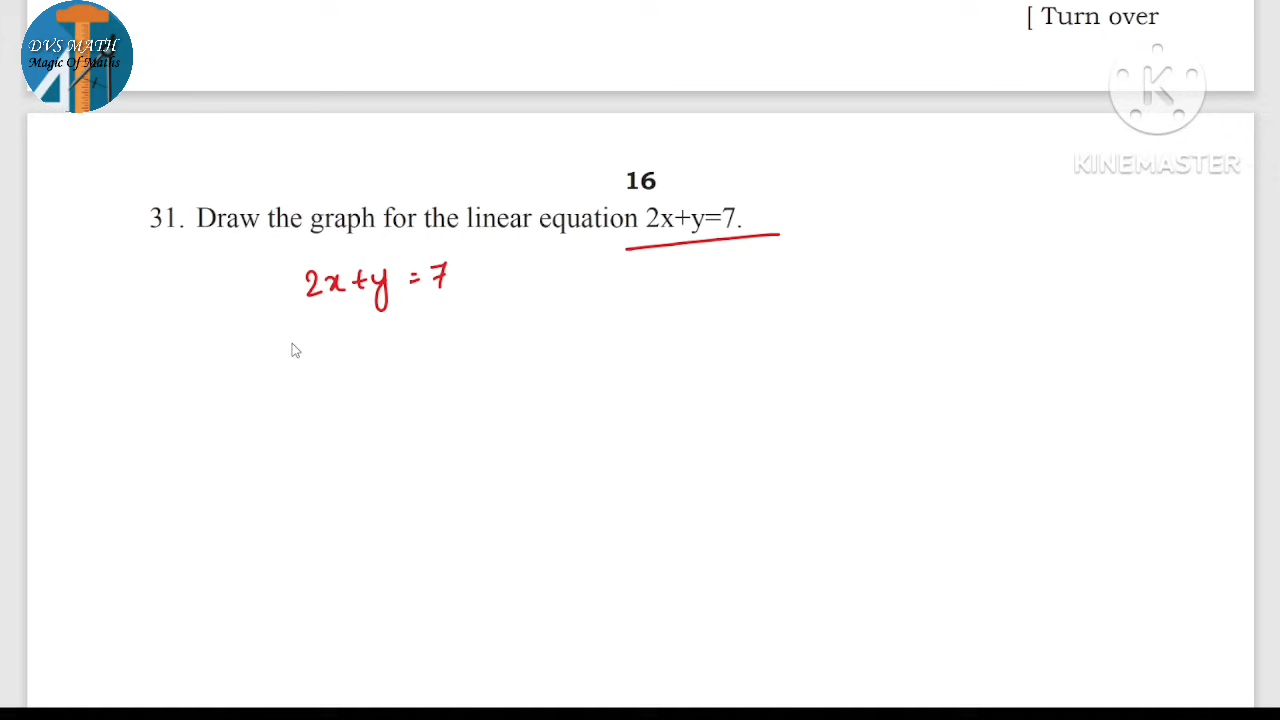 [ Turn over
DVS MATH
Magic Of Maths
K
KINEMASTER
16
31. Draw the graph for the linear equation 2x+y=7.
2x+y = 7